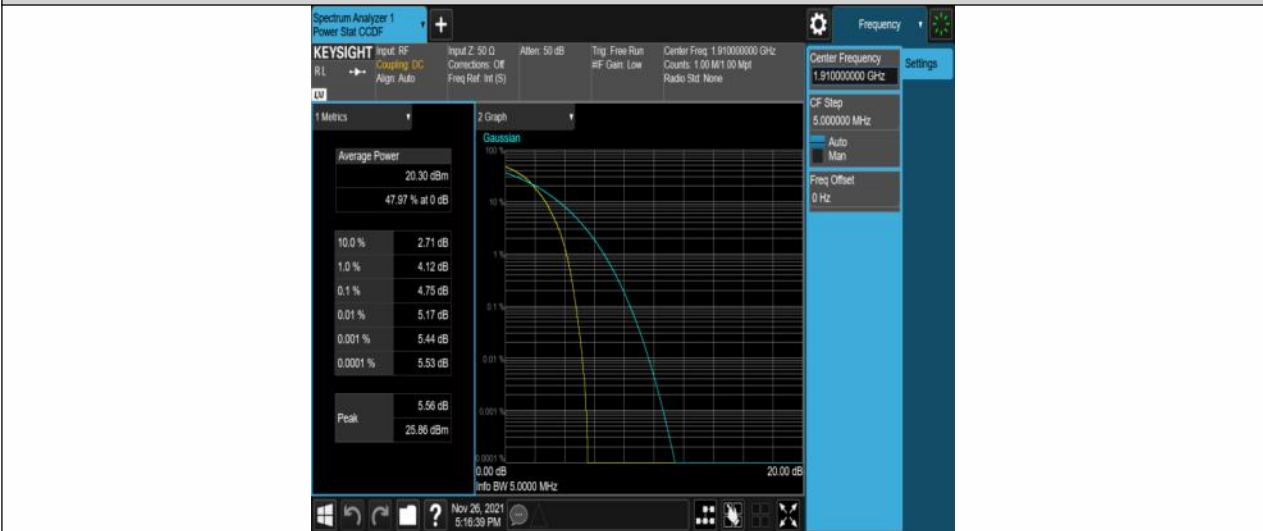 Spectrum Analyzer 1
Power Stat CCDF
Frequency
KEYSIGHT
R L
LXI
Input: RF
Coupling: DC
Align: Auto
Input Z: 50 Ω
Corrections: Off
Freq Ref: Int (S)
Atten: 50 dB
Trig: Free Run
#IF Gain: Low
Center Freq: 1.910000000 GHz
Counts: 1.00 M/1.00 Mpt
Radio Std: None
Center Frequency
1.910000000 GHz
Settings
CF Step
5.000000 MHz
Auto
Man
Freq Offset
0 Hz
1 Metrics
Average Power
20.30 dBm
47.97 % at 0 dB
10.0 % 2.71 dB
1.0 % 4.12 dB
0.1 % 4.75 dB
0.01 % 5.17 dB
0.001 % 5.44 dB
0.0001 % 5.53 dB
Peak 5.56 dB
25.86 dBm
2 Graph
Gaussian
100 %
10 %
1 %
0.1 %
0.01 %
0.001 %
0.0001 %
0.00 dB 20.00 dB
Info BW 5.0000 MHz
Nov 26, 2021
5:16:39 PM